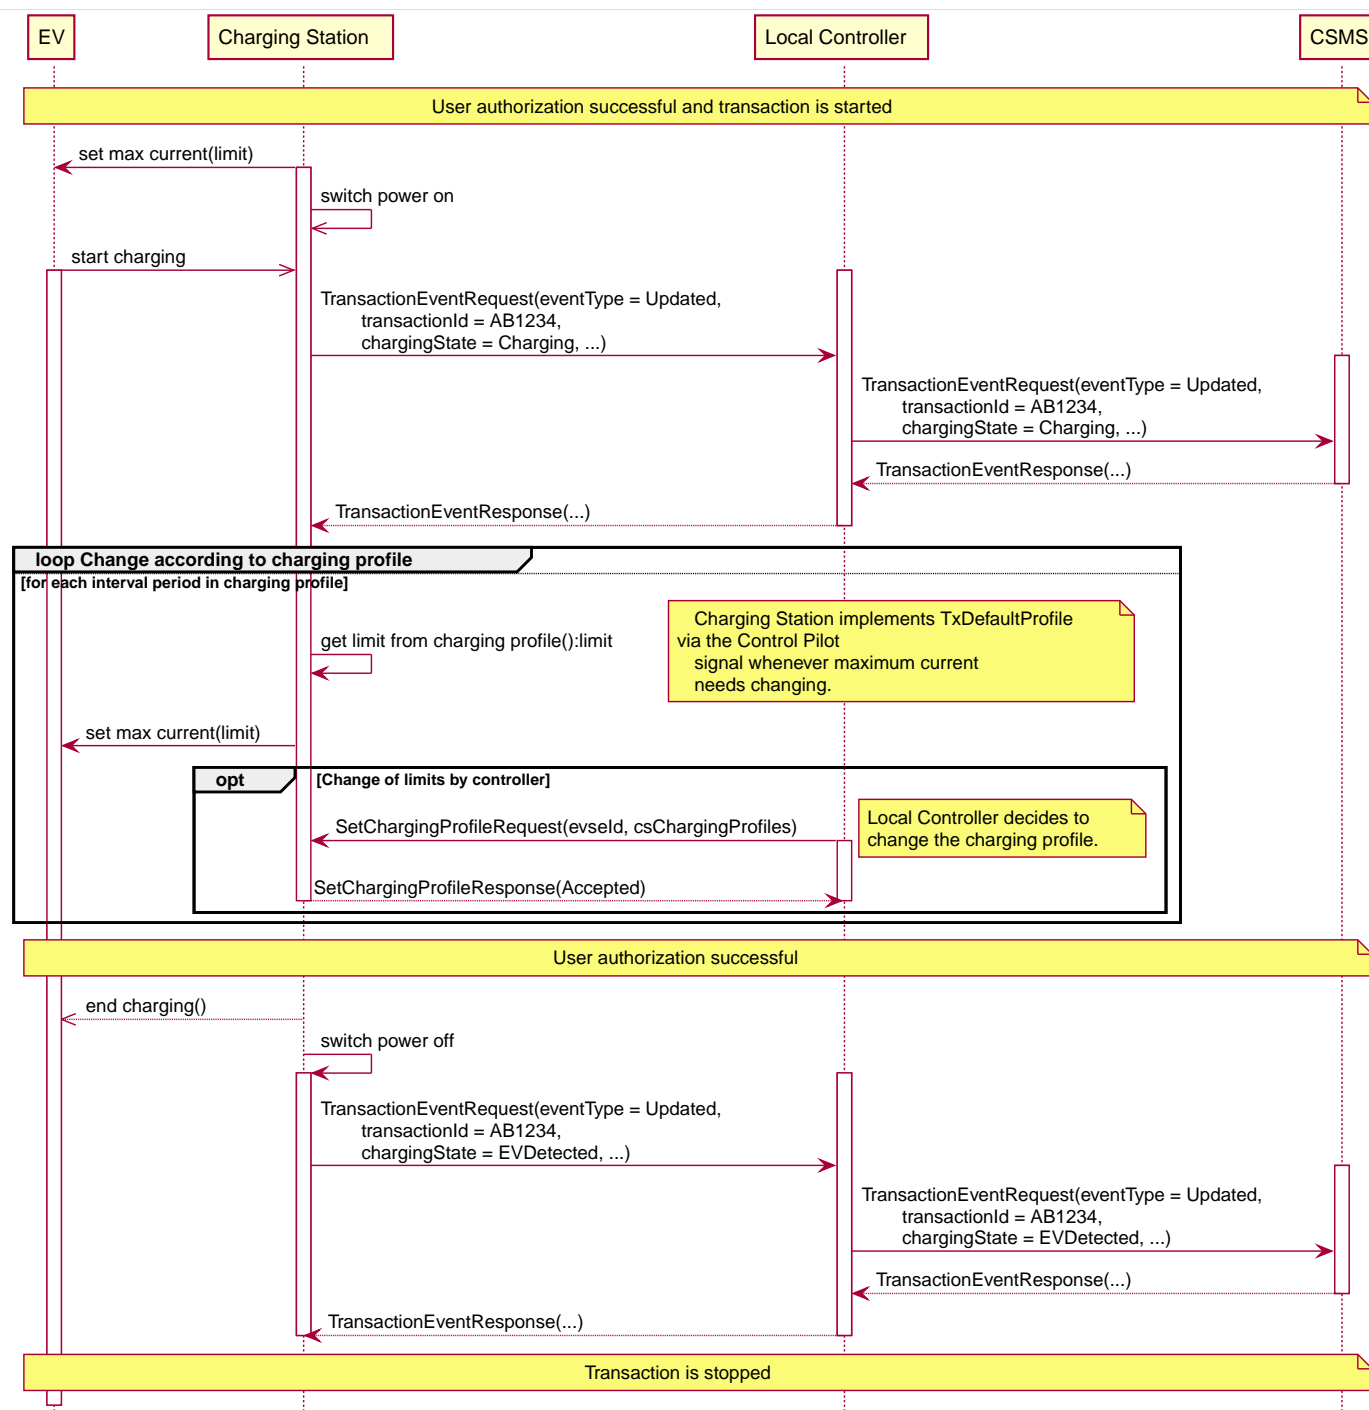 EV
Charging Station
Local Controller
CSMS
User authorization successful and transaction is started
set max current(limit)
switch power on
start charging
TransactionEventRequest(eventType = Updated,
transactionId = AB1234,
chargingState = Charging, ...)
TransactionEventRequest(eventType = Updated,
transactionId = AB1234,
chargingState = Charging, ...)
TransactionEventResponse(...)
TransactionEventResponse(...)
loop Change according to charging profile
[for each interval period in charging profile]
Charging Station implements TxDefaultProfile
via the Control Pilot
signal whenever maximum current
needs changing.
get limit from charging profile():limit
set max current(limit)
opt
[Change of limits by controller]
SetChargingProfileRequest(evseId, csChargingProfiles)
Local Controller decides to
change the charging profile.
SetChargingProfileResponse(Accepted)
User authorization successful
end charging()
switch power off
TransactionEventRequest(eventType = Updated,
transactionId = AB1234,
chargingState = EVDetected, ...)
TransactionEventRequest(eventType = Updated,
transactionId = AB1234,
chargingState = EVDetected, ...)
TransactionEventResponse(...)
TransactionEventResponse(...)
Transaction is stopped